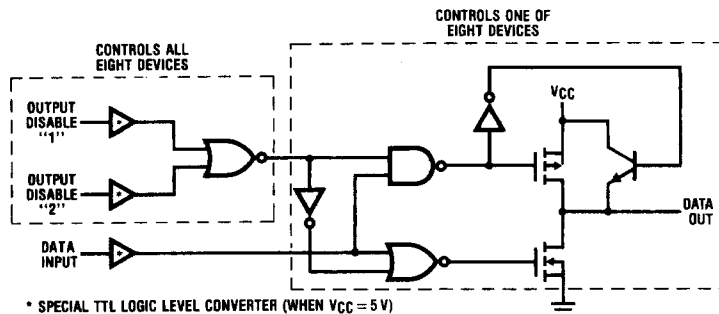 CONTROLS ALL
EIGHT DEVICES
CONTROLS ONE OF
EIGHT DEVICES
OUTPUT
DISABLE
"1"
*
OUTPUT
DISABLE
"2"
*
DATA
INPUT
*
VCC
DATA
OUT
* SPECIAL TTL LOGIC LEVEL CONVERTER (WHEN VCC = 5 V)